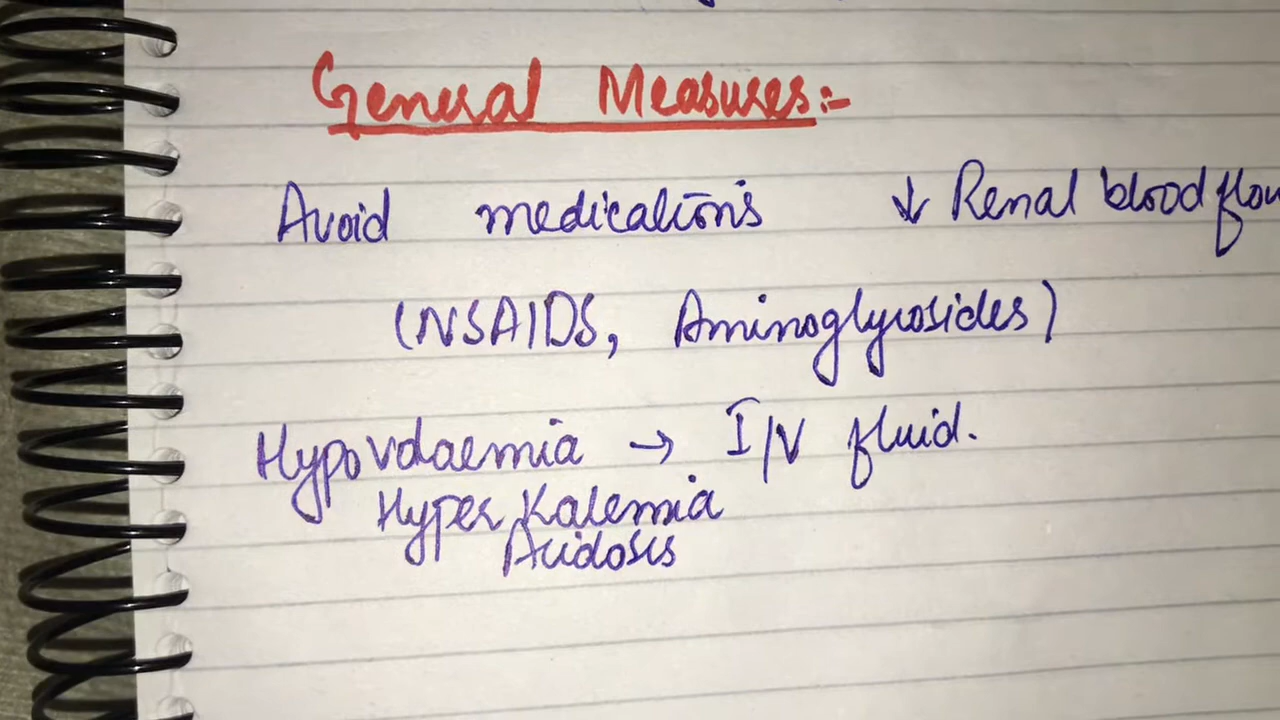 General Measures:-
Avoid medications ↓ Renal blood flow
(NSAIDS, Aminoglycosides)
Hypovolaemia → I/V fluid.
Hyper Kalemia
Acidosis